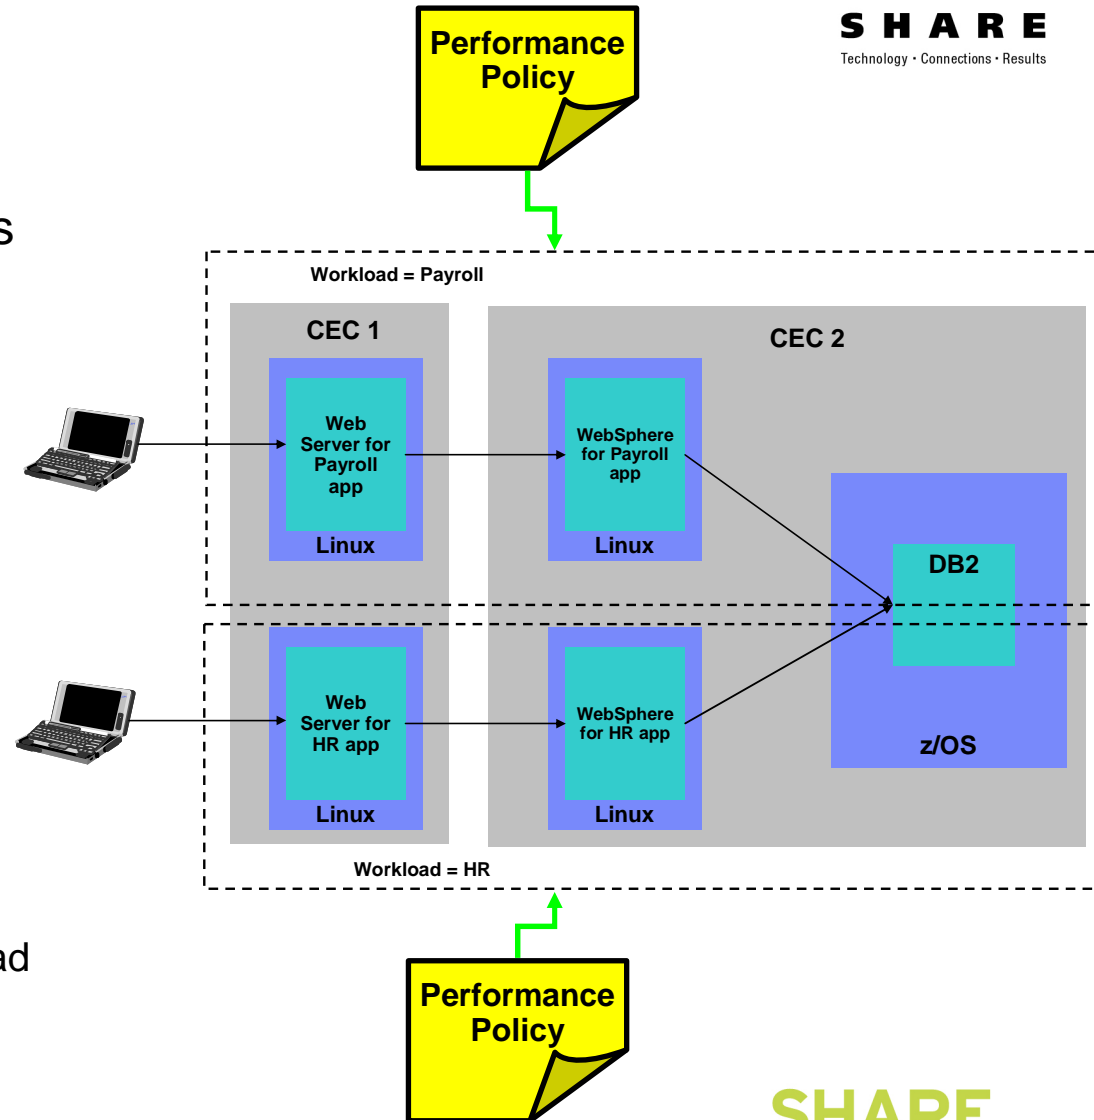 S H A R E
Technology · Connections · Results
Performance
Policy
s
Workload = Payroll
CEC 1
CEC 2
Web
Server for
Payroll
app
Linux
WebSphere
for Payroll
app
Linux
DB2
z/OS
Web
Server for
HR app
Linux
WebSphere
for HR app
Linux
Workload = HR
ad
Performance
Policy
SHARE